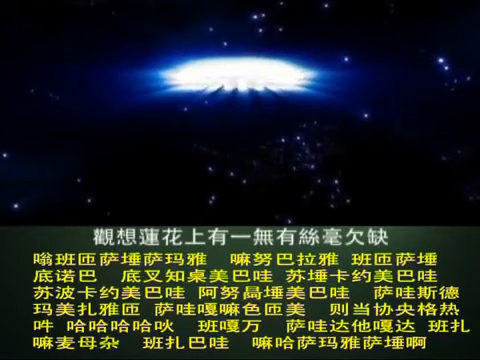 觀想蓮花上有一無有絲毫欠缺
嗡班匝萨埵萨玛雅　嘛努巴拉雅 班匝萨埵
底诺巴　底叉知桌美巴哇　苏埵卡约美巴哇
苏波卡约美巴哇 阿努晑埵美巴哇　萨哇斯德
玛美扎雅匝　萨哇嘎嘛色匝美　则当协央格热
吽 哈哈哈哈吙　班嘎万　萨哇达他嘎达 班扎
嘛麦母杂　班扎巴哇　嘛哈萨玛雅萨埵啊